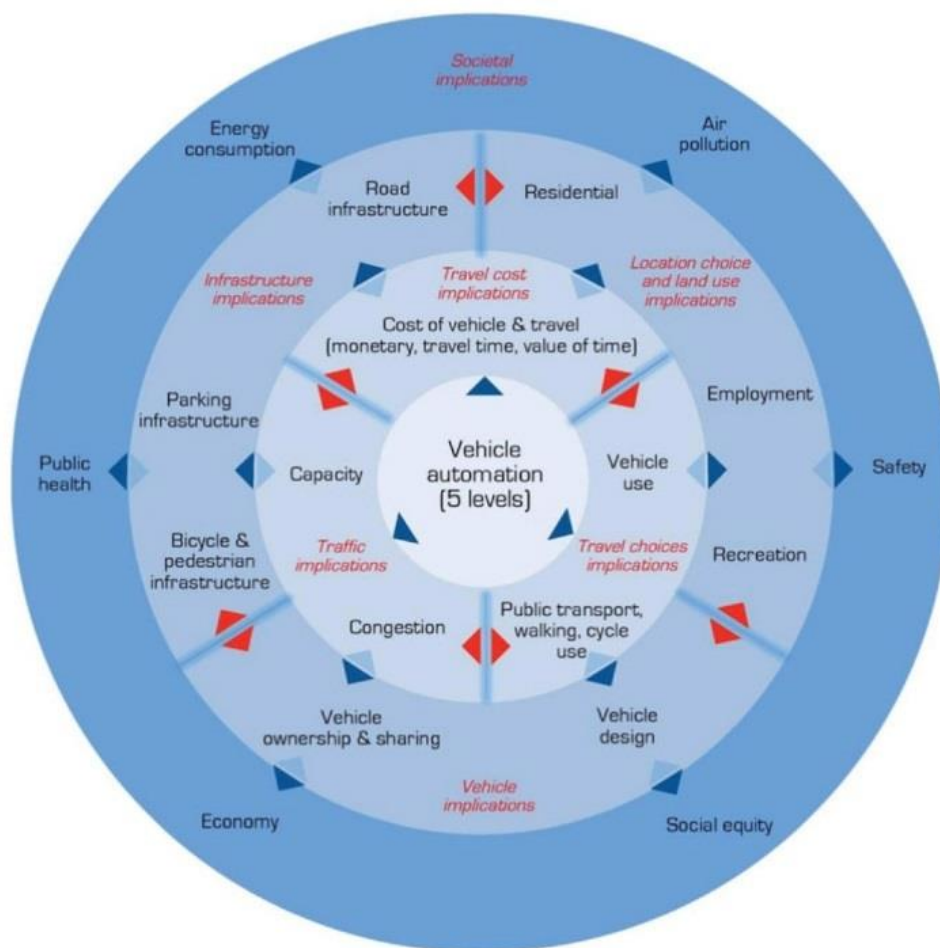 Societal
implications
Energy
consumption
Air
pollution
Road
infrastructure
Residential
Infrastructure
implications
Travel cost
implications
Location choice
and land use
implications
Cost of vehicle & travel
(monetary, travel time, value of time)
Parking
infrastructure
Employment
Public
health
Capacity
Vehicle
automation
(5 levels)
Vehicle
use
Safety
Bicycle &
pedestrian
infrastructure
Traffic
implications
Travel choices
implications
Recreation
Congestion
Public transport,
walking, cycle
use
Vehicle
ownership & sharing
Vehicle
design
Vehicle
implications
Economy
Social equity